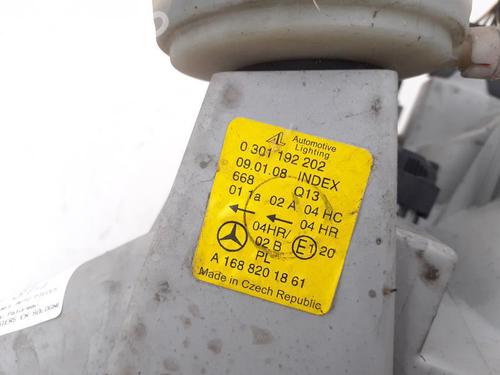 Automotive
Lighting
0 301 192 202
09.01.08 INDEX
668 Q13
01 1a 02 A 04 HC
04 HR
04HR/
02 B E1 20
PL
A 168 820 18 61
Made in Czech Republic